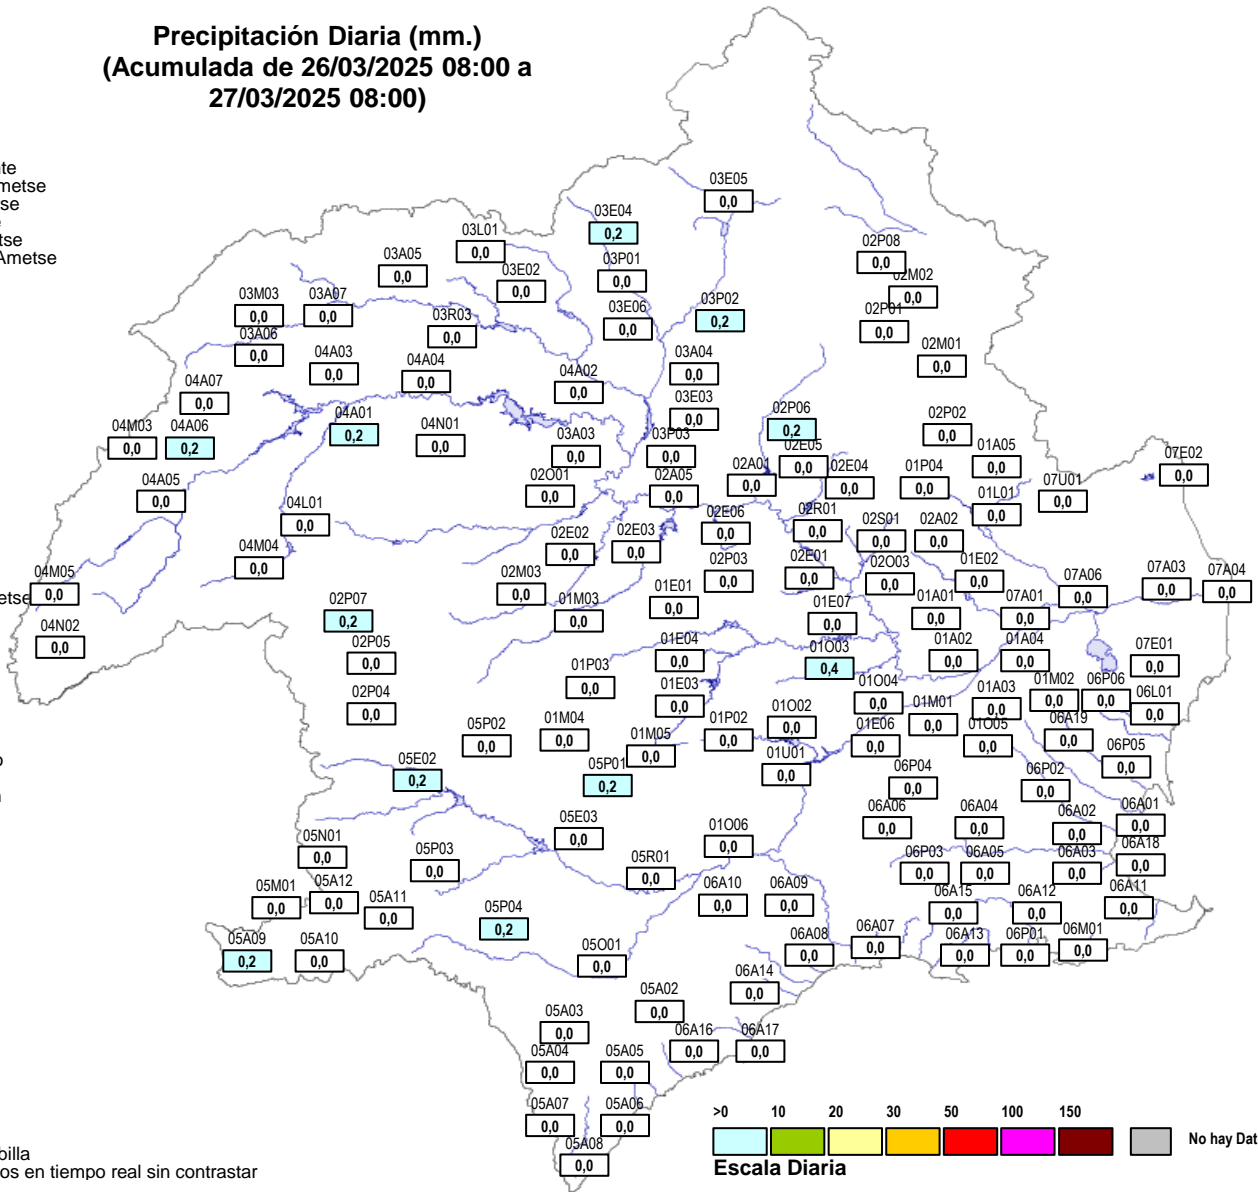 Precipitación Diaria (mm.)
(Acumulada de 26/03/2025 08:00 a
27/03/2025 08:00)
03E05
0,0
03E04
0,2
03L01
0,0
03A05
0,0
03E02
0,0
03P01
0,0
02P08
0,0
02M02
0,0
03M03
0,0
03A07
0,0
03R03
0,0
03E06
0,0
03P02
0,2
02P01
0,0
03A06
0,0
04A03
0,0
04A04
0,0
04A02
0,0
03A04
0,0
02M01
0,0
04A07
0,0
03E03
0,0
04M03
0,0
04A06
0,2
04A01
0,2
04N01
0,0
03A03
0,0
03P03
0,0
02P06
0,2
02E05
0,0
02P02
0,0
01A05
0,0
07E02
0,0
04A05
0,0
02O01
0,0
02A05
0,0
02A01
0,0
02E04
0,0
01P04
0,0
01L01
0,0
07U01
0,0
04L01
0,0
02E02
0,0
02E03
0,0
02E06
0,0
02R01
0,0
02S01
0,0
02A02
0,0
04M04
0,0
04M05
0,0
02M03
0,0
01M03
0,0
01E01
0,0
02P03
0,0
02E01
0,0
02O03
0,0
01E02
0,0
07A06
0,0
07A03
0,0
07A04
0,0
04N02
0,0
02P07
0,2
02P05
0,0
02P04
0,0
01E04
0,0
01E07
0,0
01A01
0,0
07A01
0,0
01P03
0,0
01E03
0,0
01O03
0,4
01A02
0,0
01A04
0,0
07E01
0,0
01O04
0,0
01M01
0,0
01A03
0,0
01M02
0,0
06P06
0,0
06L01
0,0
05P02
0,0
01M04
0,0
01M05
0,0
01P02
0,0
01O02
0,0
01E06
0,0
01O05
0,0
06A19
0,0
06P05
0,0
05E02
0,2
05P01
0,2
01U01
0,0
06P04
0,0
06P02
0,0
05E03
0,0
01O06
0,0
06A06
0,0
06A04
0,0
06A02
0,0
06A01
0,0
05N01
0,0
05P03
0,0
05R01
0,0
06P03
0,0
06A05
0,0
06A03
0,0
06A18
0,0
05M01
0,0
05A12
0,0
05A11
0,0
05P04
0,2
06A10
0,0
06A09
0,0
06A15
0,0
06A12
0,0
06A11
0,0
05A09
0,2
05A10
0,0
05O01
0,0
06A08
0,0
06A07
0,0
06A13
0,0
06P01
0,0
06M01
0,0
06A14
0,0
05A02
0,0
05A03
0,0
06A16
0,0
06A17
0,0
05A04
0,0
05A05
0,0
05A07
0,0
05A06
0,0
05A08
0,0
>0 10 20 30 50 100 150
No hay Dat
Escala Diaria
os en tiempo real sin contrastar